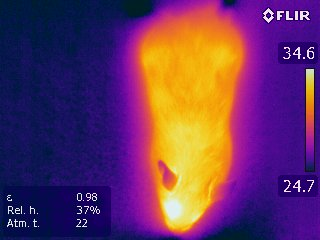 FLIR
34.6
24.7
ε 0.98
Rel. h. 37%
Atm. t. 22